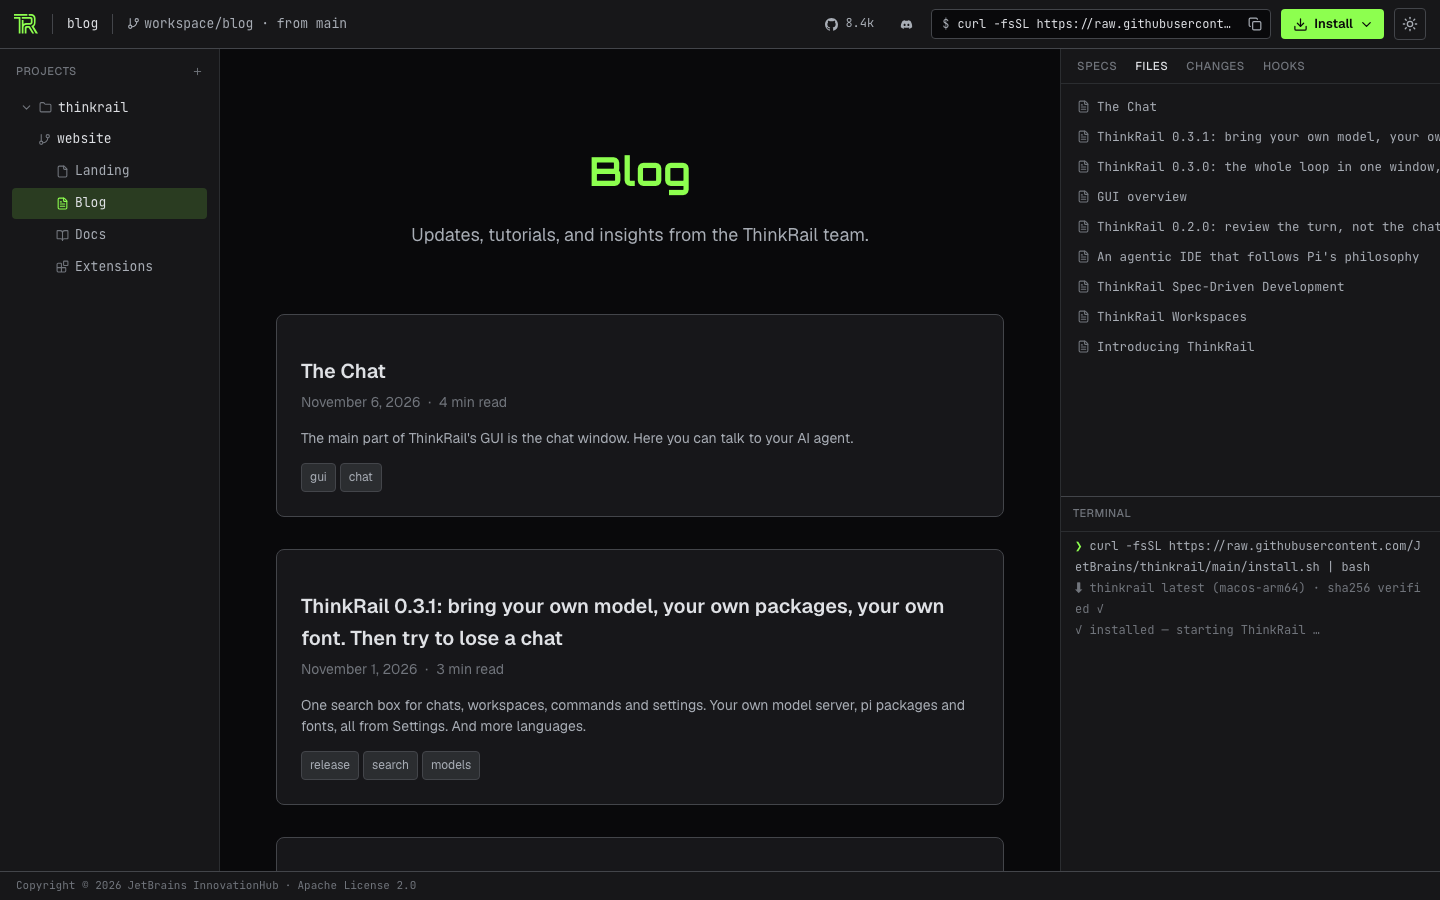 TR blog workspace/blog · from main 8.4k $ curl -fsSL https://raw.githubusercont… Install
PROJECTS +
thinkrail
website
Landing
Blog
Docs
Extensions
Blog
Updates, tutorials, and insights from the ThinkRail team.
The Chat
November 6, 2026 · 4 min read
The main part of ThinkRail's GUI is the chat window. Here you can talk to your AI agent.
gui chat
ThinkRail 0.3.1: bring your own model, your own packages, your own
font. Then try to lose a chat
November 1, 2026 · 3 min read
One search box for chats, workspaces, commands and settings. Your own model server, pi packages and
fonts, all from Settings. And more languages.
release search models
SPECS FILES CHANGES HOOKS
The Chat
ThinkRail 0.3.1: bring your own model, your ow
ThinkRail 0.3.0: the whole loop in one window,
GUI overview
ThinkRail 0.2.0: review the turn, not the chat
An agentic IDE that follows Pi's philosophy
ThinkRail Spec-Driven Development
ThinkRail Workspaces
Introducing ThinkRail
TERMINAL
❯ curl -fsSL https://raw.githubusercontent.com/J
etBrains/thinkrail/main/install.sh | bash
⬇ thinkrail latest (macos-arm64) · sha256 verifi
ed √
√ installed — starting ThinkRail …
Copyright © 2026 JetBrains InnovationHub · Apache License 2.0